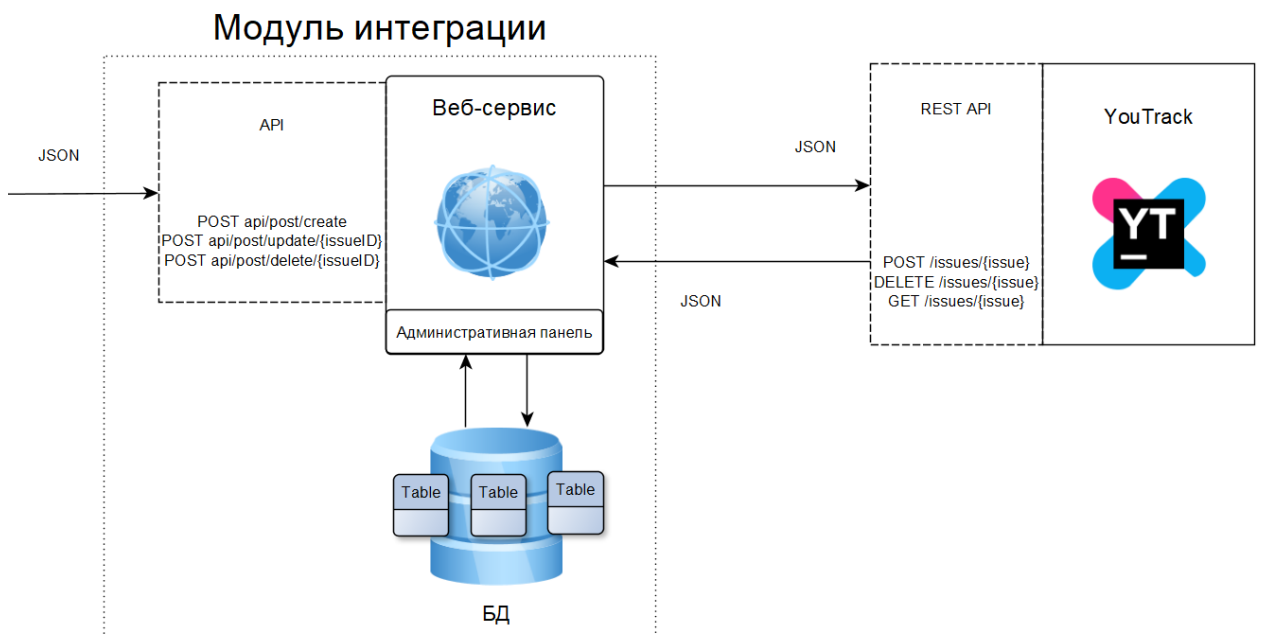 Модуль интеграции
JSON
API
POST api/post/create
POST api/post/update/{issueID}
POST api/post/delete/{issueID}
Веб-сервис
Административная панель
JSON
JSON
REST API
POST /issues/{issue}
DELETE /issues/{issue}
GET /issues/{issue}
YouTrack
YT
Table
Table
Table
БД